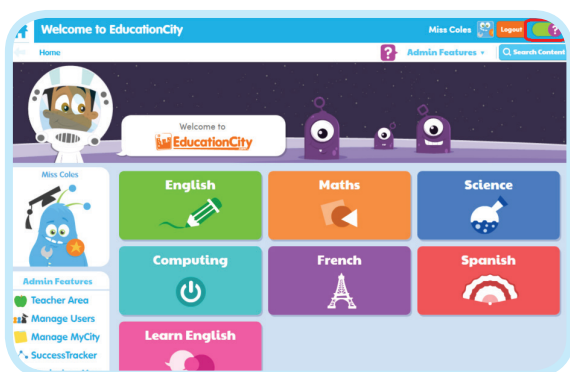 Welcome to EducationCity
Miss Coles
Logout
?
Home
?
Admin Features
Search Content
Welcome to
EducationCity
Miss Coles
English
Maths
Science
Computing
French
Spanish
Admin Features
Teacher Area
Manage Users
Manage MyCity
SuccessTracker
Learn English